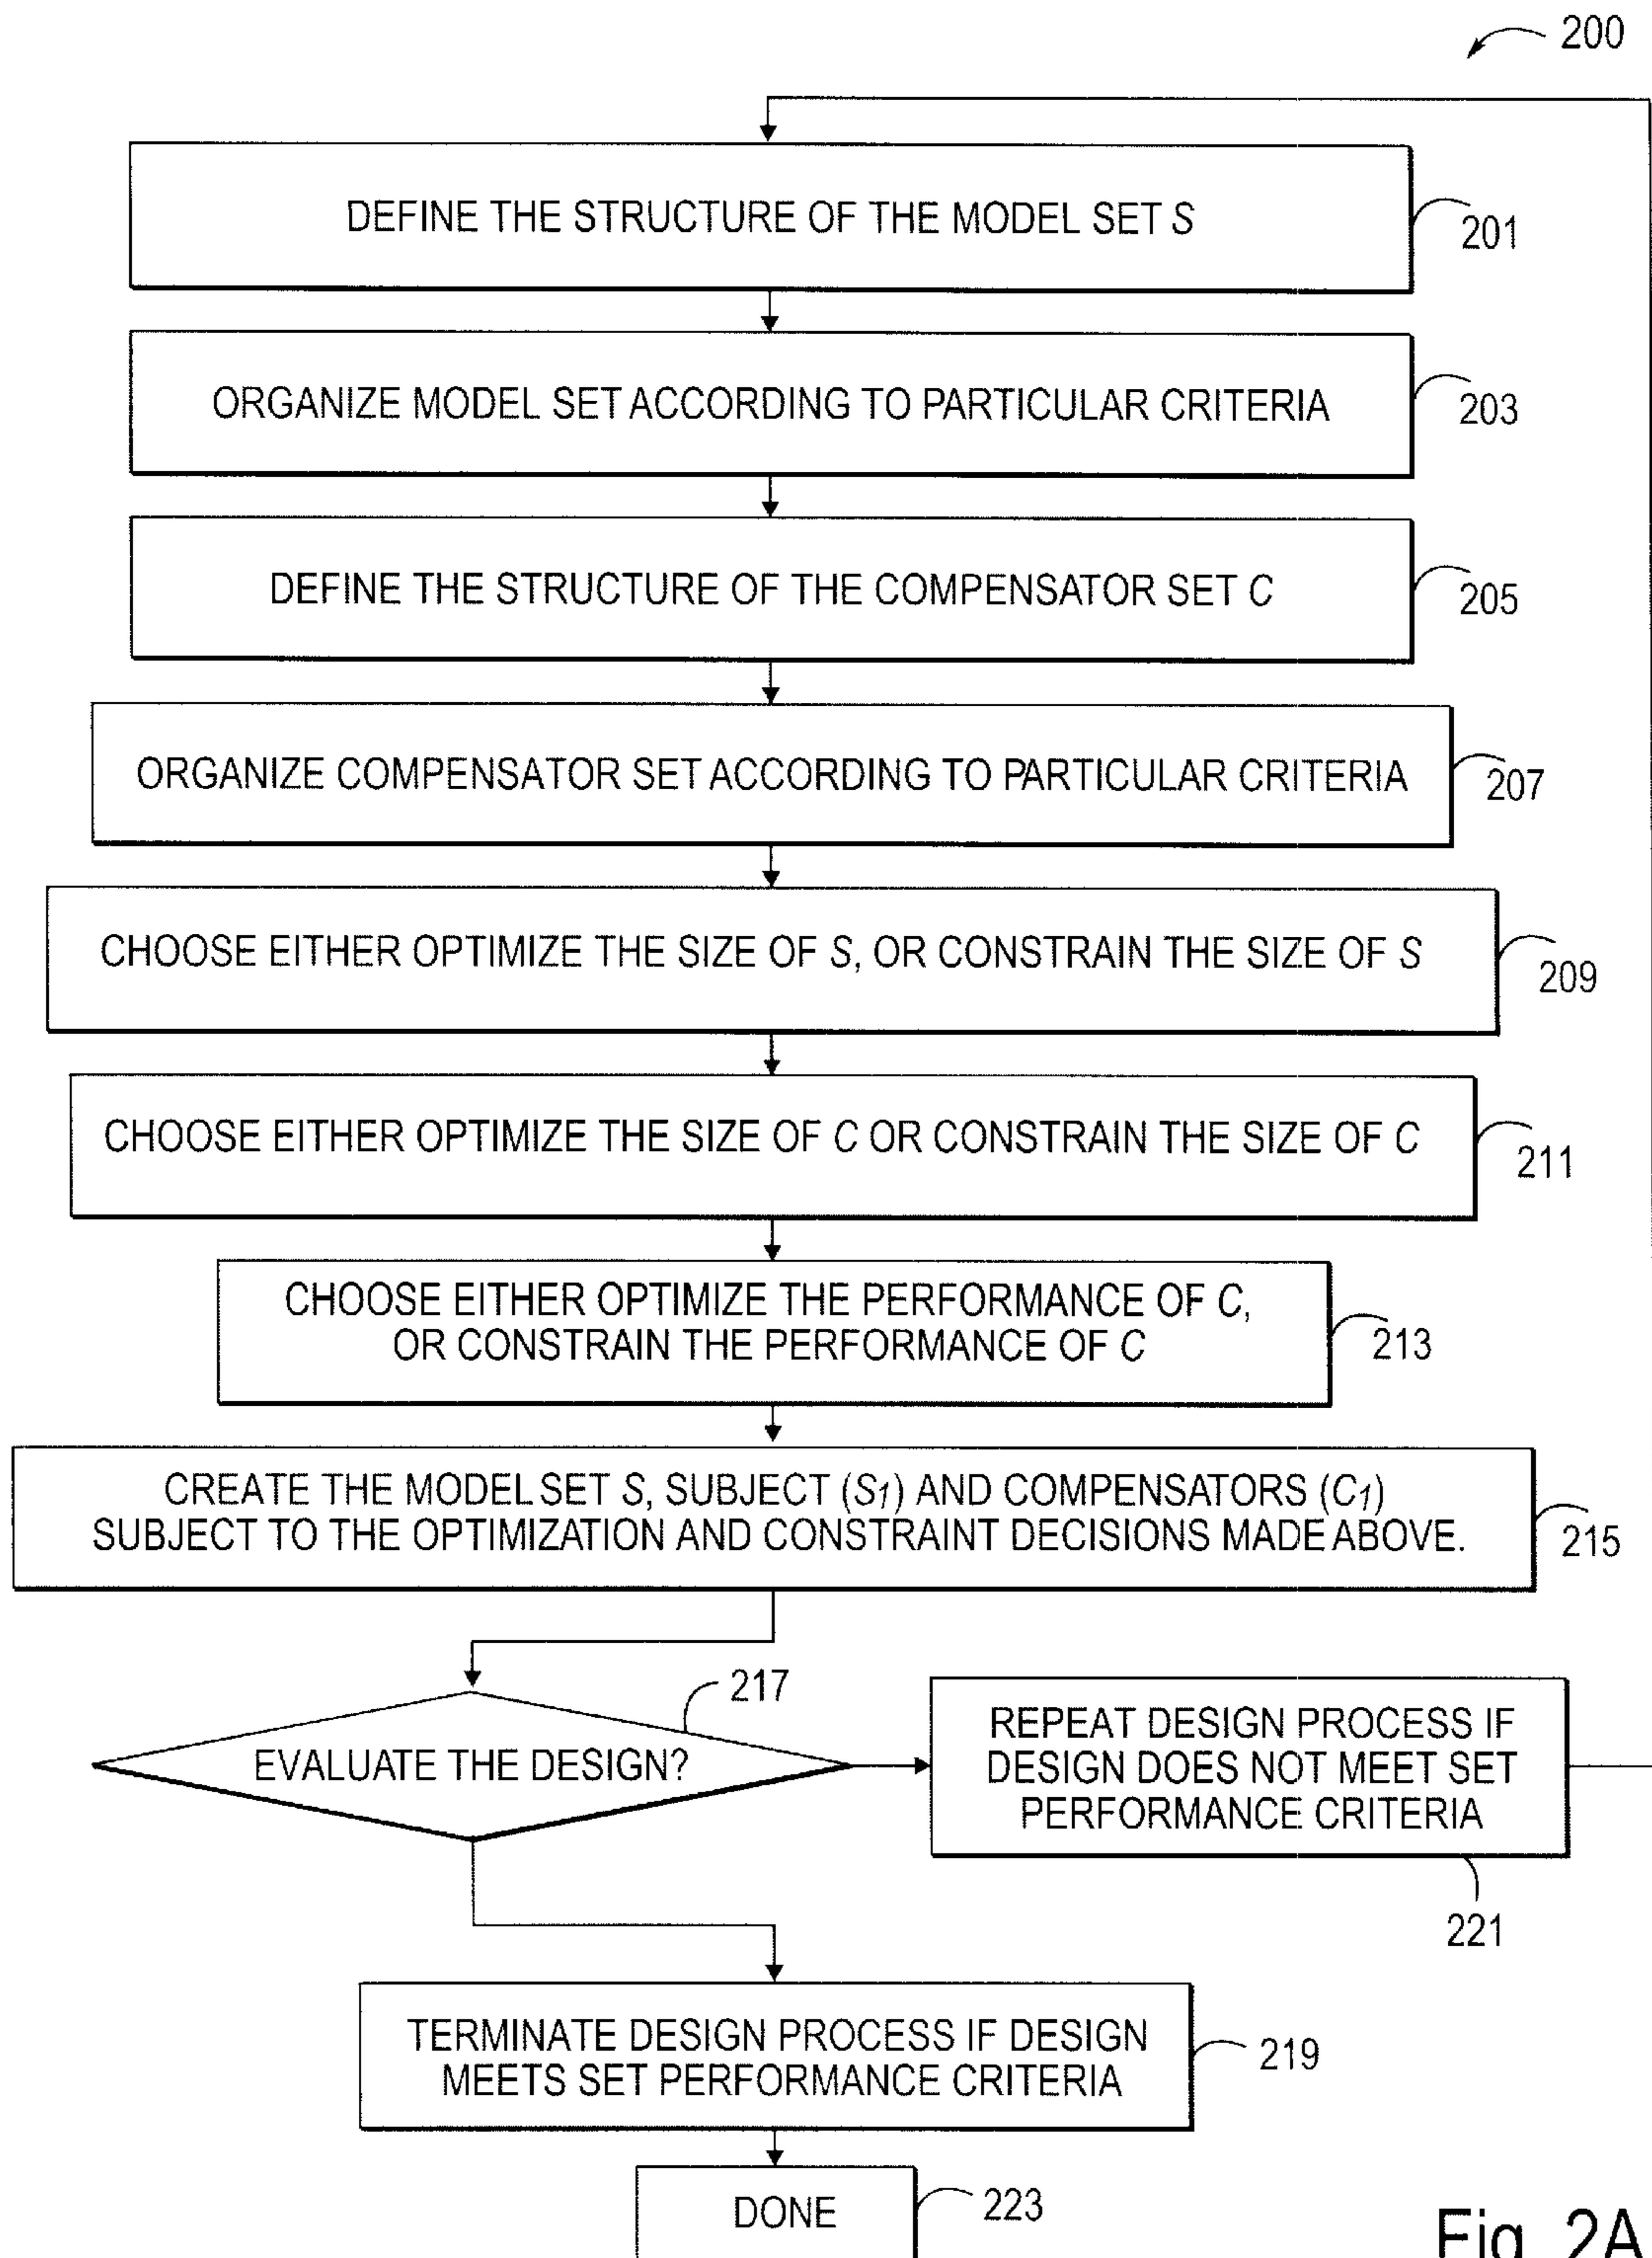 200
DEFINE THE STRUCTURE OF THE MODEL SET S
201
ORGANIZE MODEL SET ACCORDING TO PARTICULAR CRITERIA
203
DEFINE THE STRUCTURE OF THE COMPENSATOR SET C
205
ORGANIZE COMPENSATOR SET ACCORDING TO PARTICULAR CRITERIA
207
CHOOSE EITHER OPTIMIZE THE SIZE OF S, OR CONSTRAIN THE SIZE OF S
209
CHOOSE EITHER OPTIMIZE THE SIZE OF C OR CONSTRAIN THE SIZE OF C
211
CHOOSE EITHER OPTIMIZE THE PERFORMANCE OF C,
OR CONSTRAIN THE PERFORMANCE OF C
213
CREATE THE MODEL SET S, SUBJECT (S1) AND COMPENSATORS (C1)
SUBJECT TO THE OPTIMIZATION AND CONSTRAINT DECISIONS MADE ABOVE.
215
217
EVALUATE THE DESIGN?
REPEAT DESIGN PROCESS IF
DESIGN DOES NOT MEET SET
PERFORMANCE CRITERIA
221
TERMINATE DESIGN PROCESS IF DESIGN
MEETS SET PERFORMANCE CRITERIA
219
DONE
223
Fig. 2A